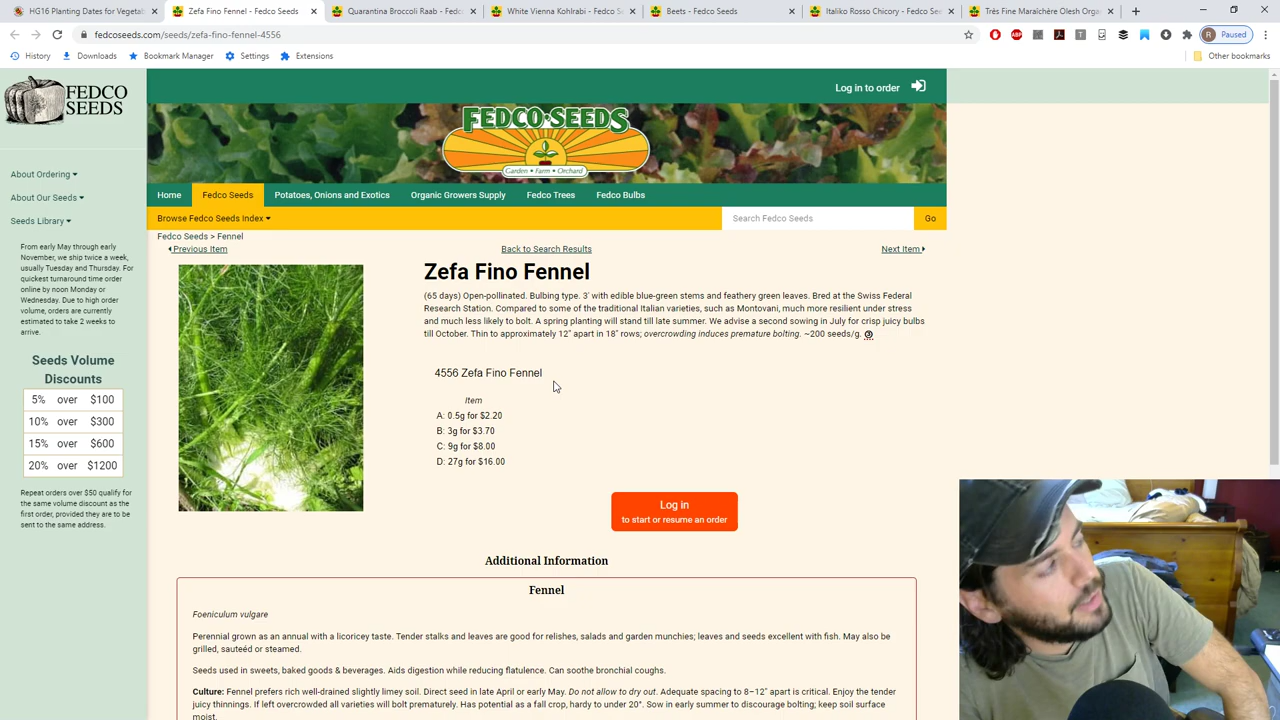 HG16 Planting Dates for Vegetab
Zefa Fino Fennel - Fedco Seeds
Quarantina Broccoli Raab - Fedco
White Vienna Kohlrabi - Fedco S
Beets - Fedco Seeds
Italiko Rosso Chicory - Fedco Se
Très Fine Maraîchère Olesh Orga
fedcoseeds.com/seeds/zefa-fino-fennel-4556
ABP
R
Paused
History
Downloads
Bookmark Manager
Settings
Extensions
Other bookmarks
FEDCO
SEEDS
Log in to order
FEDCO•SEEDS
Garden • Farm • Orchard
Home
Fedco Seeds
Potatoes, Onions and Exotics
Organic Growers Supply
Fedco Trees
Fedco Bulbs
Browse Fedco Seeds Index
Search Fedco Seeds
Go
About Ordering
About Our Seeds
Seeds Library
From early May through early
November, we ship twice a week,
usually Tuesday and Thursday. For
quickest turnaround time order
online by noon Monday or
Wednesday. Due to high order
volume, orders are currently
estimated to take 2 weeks to
arrive.
Seeds Volume
Discounts
5% over $100
10% over $300
15% over $600
20% over $1200
Repeat orders over $50 qualify for
the same volume discount as the
first order, provided they are to be
sent to the same address.
Fedco Seeds > Fennel
Previous Item
Back to Search Results
Next Item
Zefa Fino Fennel
(65 days) Open-pollinated. Bulbing type. 3' with edible blue-green stems and feathery green leaves. Bred at the Swiss Federal
Research Station. Compared to some of the traditional Italian varieties, such as Montovani, much more resilient under stress
and much less likely to bolt. A spring planting will stand till late summer. We advise a second sowing in July for crisp juicy bulbs
till October. Thin to approximately 12" apart in 18" rows; overcrowding induces premature bolting. ~200 seeds/g.
4556 Zefa Fino Fennel
Item
A: 0.5g for $2.20
B: 3g for $3.70
C: 9g for $8.00
D: 27g for $16.00
Log in
to start or resume an order
Additional Information
Fennel
Foeniculum vulgare
Perennial grown as an annual with a licoricey taste. Tender stalks and leaves are good for relishes, salads and garden munchies; leaves and seeds excellent with fish. May also be
grilled, sauteéd or steamed.
Seeds used in sweets, baked goods & beverages. Aids digestion while reducing flatulence. Can soothe bronchial coughs.
Culture: Fennel prefers rich well-drained slightly limey soil. Direct seed in late April or early May. Do not allow to dry out. Adequate spacing to 8–12" apart is critical. Enjoy the tender
juicy thinnings. If left overcrowded all varieties will bolt prematurely. Has potential as a fall crop, hardy to under 20°. Sow in early summer to discourage bolting; keep soil surface
moist.